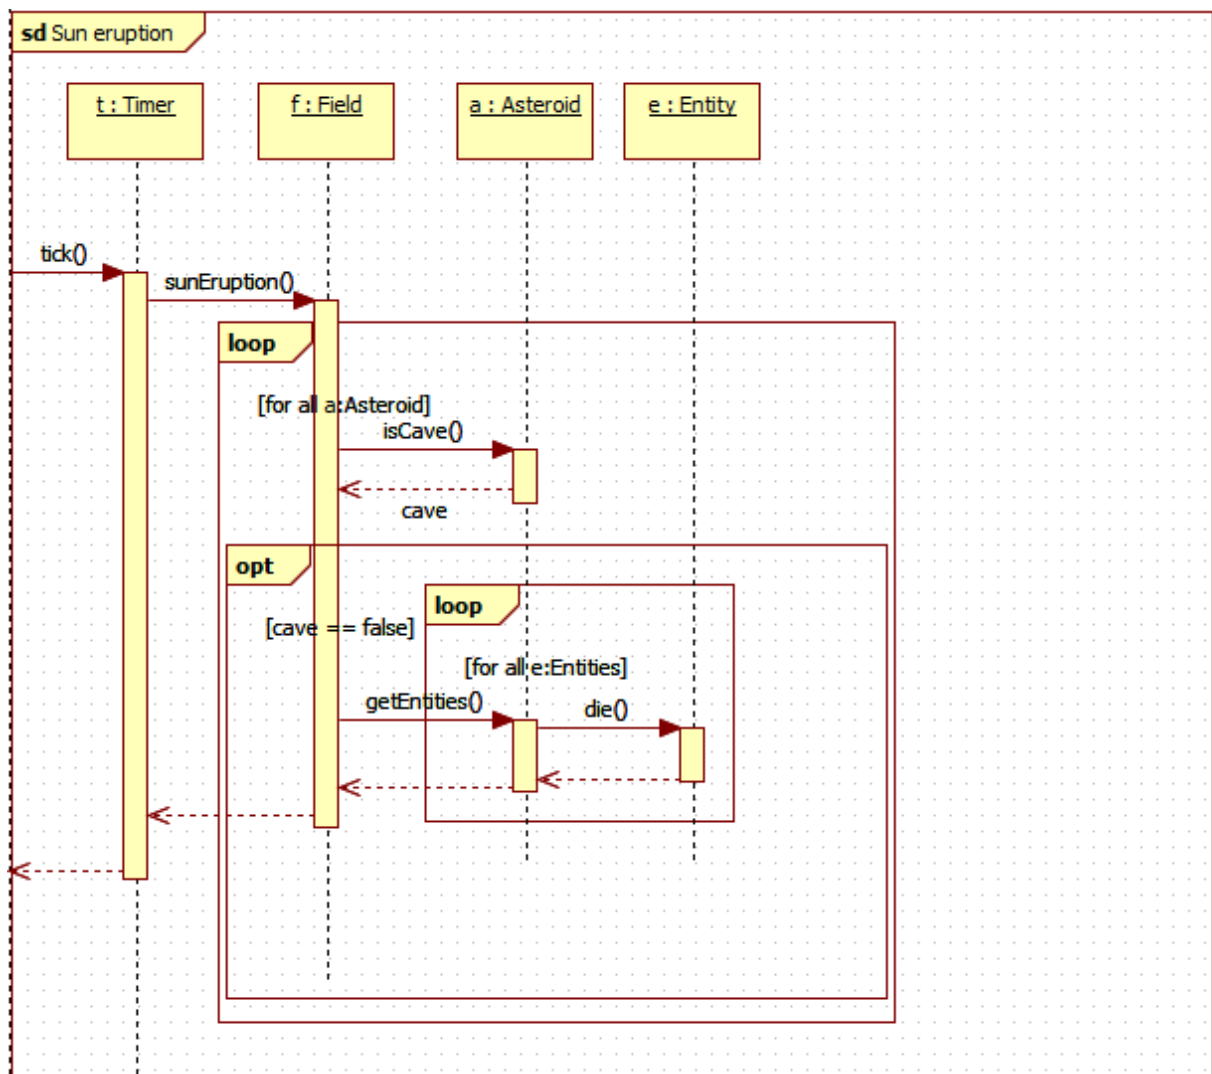 sd Sun eruption
t : Timer
f : Field
a : Asteroid
e : Entity
tick()
sunEruption()
loop
[for all a:Asteroid]
isCave()
cave
opt
loop
[cave == false]
[for all e:Entities]
getEntities()
die()